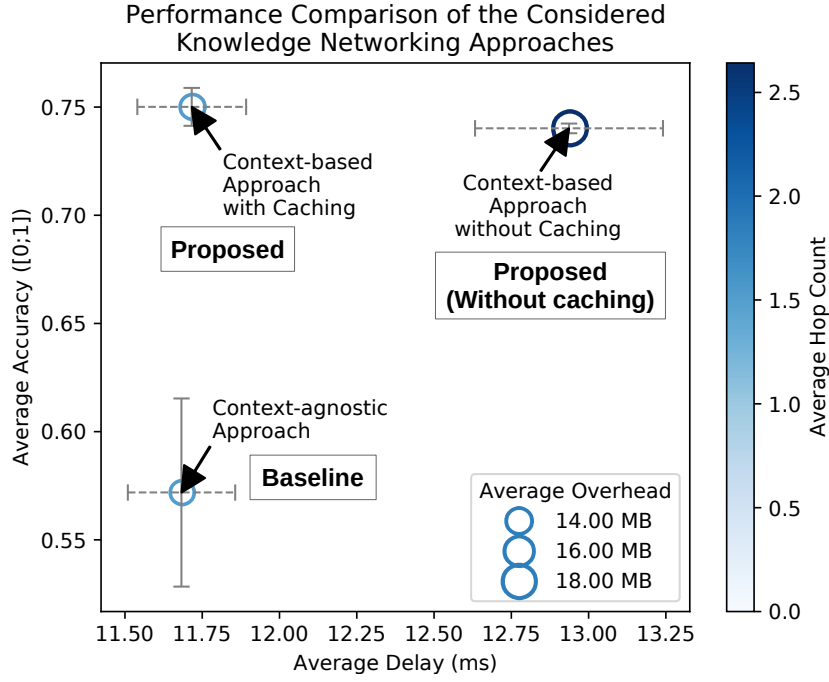 Performance Comparison of the Considered
Knowledge Networking Approaches
Average Accuracy ([0;1])
0.75
0.70
0.65
0.60
0.55
Context-based
Approach
with Caching
Proposed
Context-based
Approach
without Caching
Proposed
(Without caching)
Context-agnostic
Approach
Baseline
Average Overhead
14.00 MB
16.00 MB
18.00 MB
11.50 11.75 12.00 12.25 12.50 12.75 13.00 13.25
Average Delay (ms)
2.5
2.0
1.5
1.0
0.5
0.0
Average Hop Count